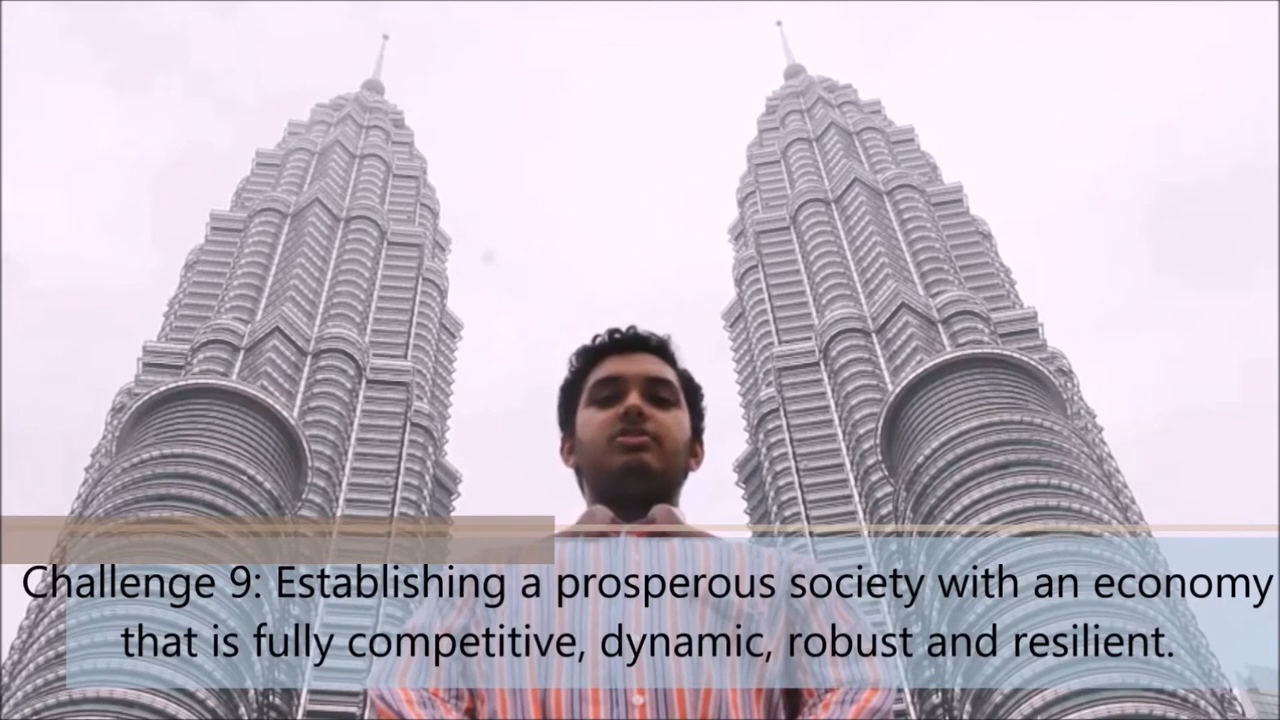 Challenge 9: Establishing a prosperous society with an economy
that is fully competitive, dynamic, robust and resilient.